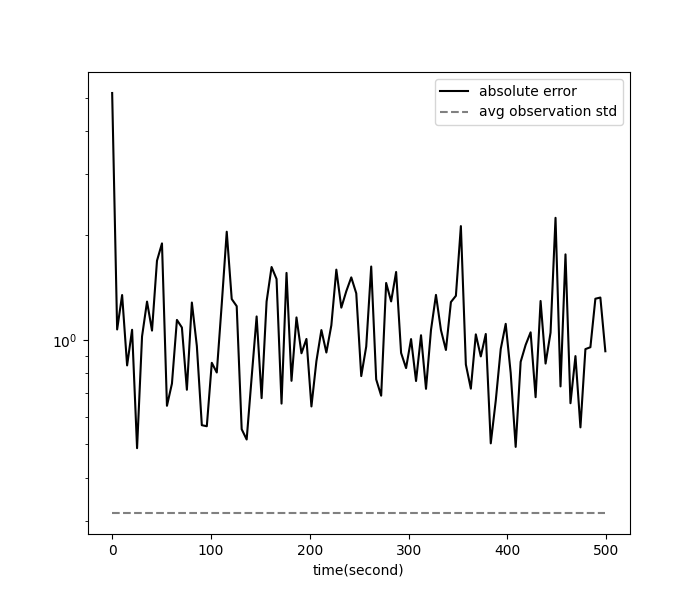 absolute error
avg observation std
10^0
0 100 200 300 400 500
time(second)